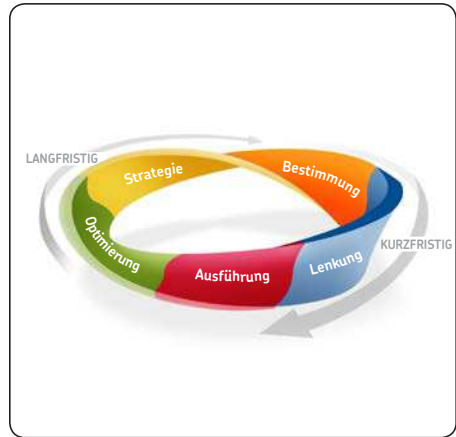 LANGFRISTIG
Strategie
Bestimmung
Optimierung
Ausführung
Lenkung
KURZFRISTIG